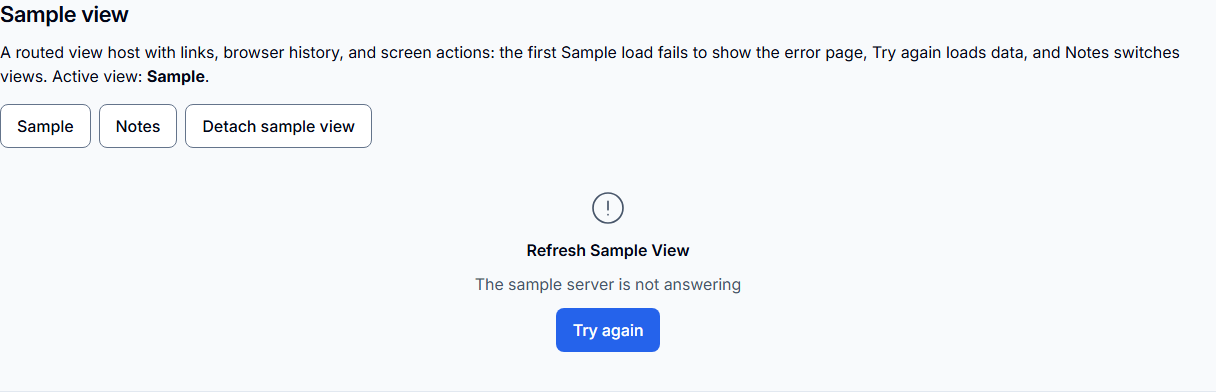 Sample view
A routed view host with links, browser history, and screen actions: the first Sample load fails to show the error page, Try again loads data, and Notes switches
views. Active view: Sample.
Sample
Notes
Detach sample view
Refresh Sample View
The sample server is not answering
Try again